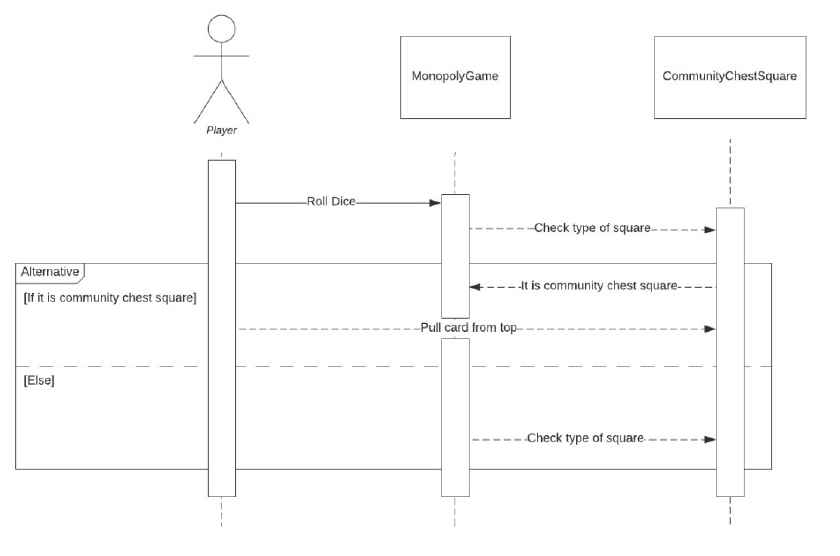 MonopolyGame
CommunityChestSquare
Player
Roll Dice
Check type of square
Alternative
It is community chest square
[If it is community chest square]
Pull card from top
[Else]
Check type of square